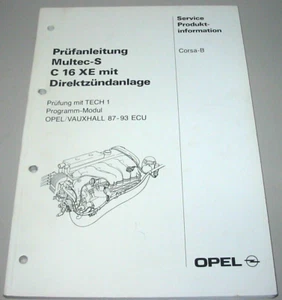 Service
Produkt-
information
Prüfanleitung
Multec-S
C 16 XE mit
Direktzündanlage
Corsa-B
Prüfung mit TECH 1
Programm-Modul
OPEL/VAUXHALL 87-93 ECU
OPEL